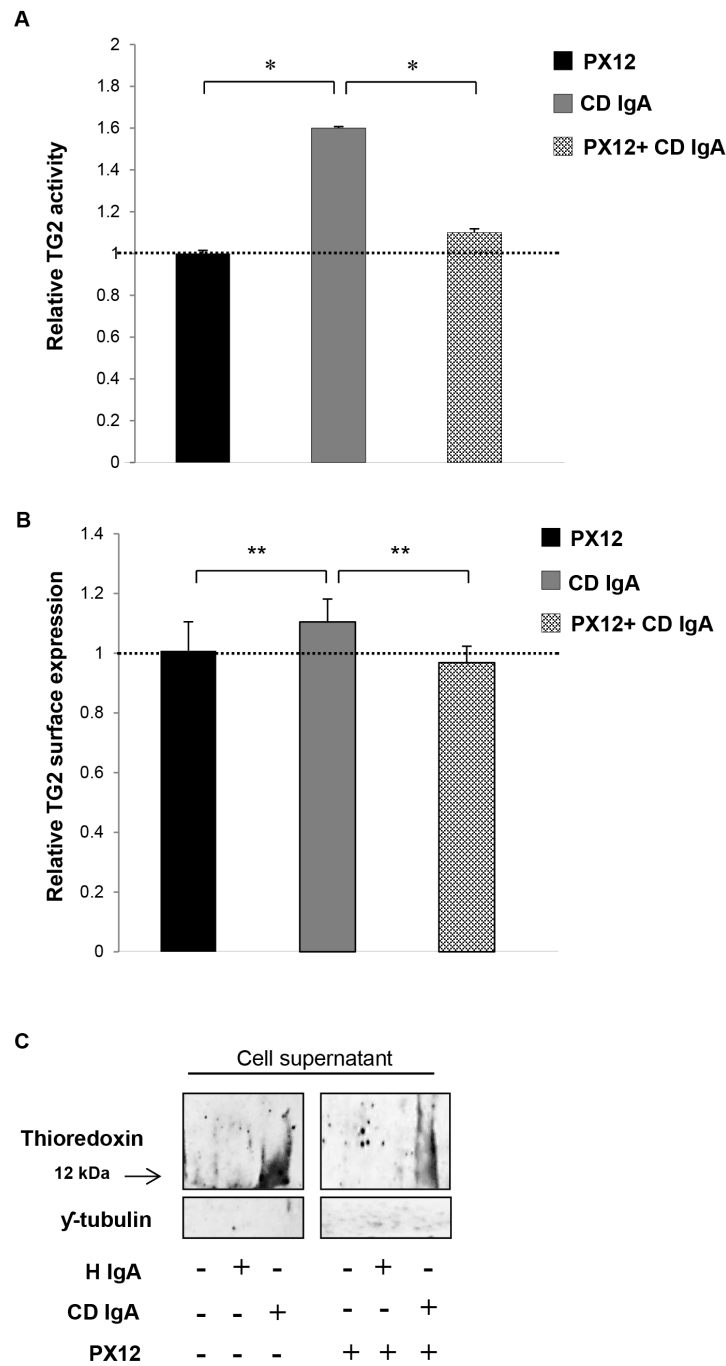 A
Relative TG2 activity
2
1.8
1.6
1.4
1.2
1
0.8
0.6
0.4
0.2
0
* *
PX12
CD IgA
PX12+ CD IgA
B
Relative TG2 surface expression
1.4
1.2
1
0.8
0.6
0.4
0.2
0
** **
PX12
CD IgA
PX12+ CD IgA
C
Cell supernatant
Thioredoxin
12 kDa
γ-tubulin
H IgA - + - - + -
CD IgA - - + - - +
PX12 - - - + + +